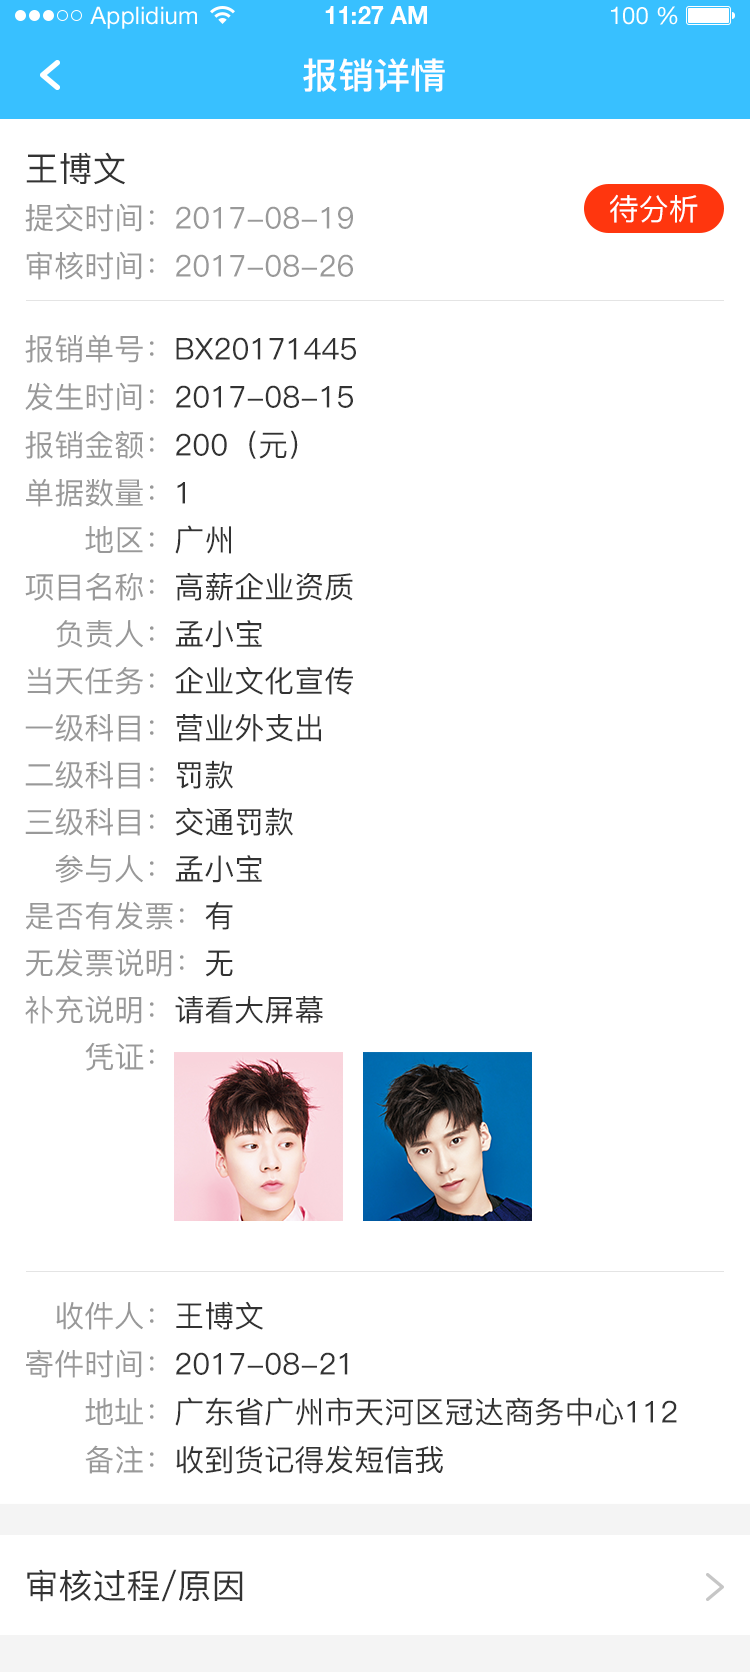 Applidium 11:27 AM 100 %
报销详情
王博文
提交时间：2017-08-19
待分析
审核时间：2017-08-26
报销单号：BX20171445
发生时间：2017-08-15
报销金额：200（元）
单据数量：1
地区：广州
项目名称：高薪企业资质
负责人：孟小宝
当天任务：企业文化宣传
一级科目：营业外支出
二级科目：罚款
三级科目：交通罚款
参与人：孟小宝
是否有发票：有
无发票说明：无
补充说明：请看大屏幕
凭证：
收件人：王博文
寄件时间：2017-08-21
地址：广东省广州市天河区冠达商务中心112
备注：收到货记得发短信我
审核过程/原因